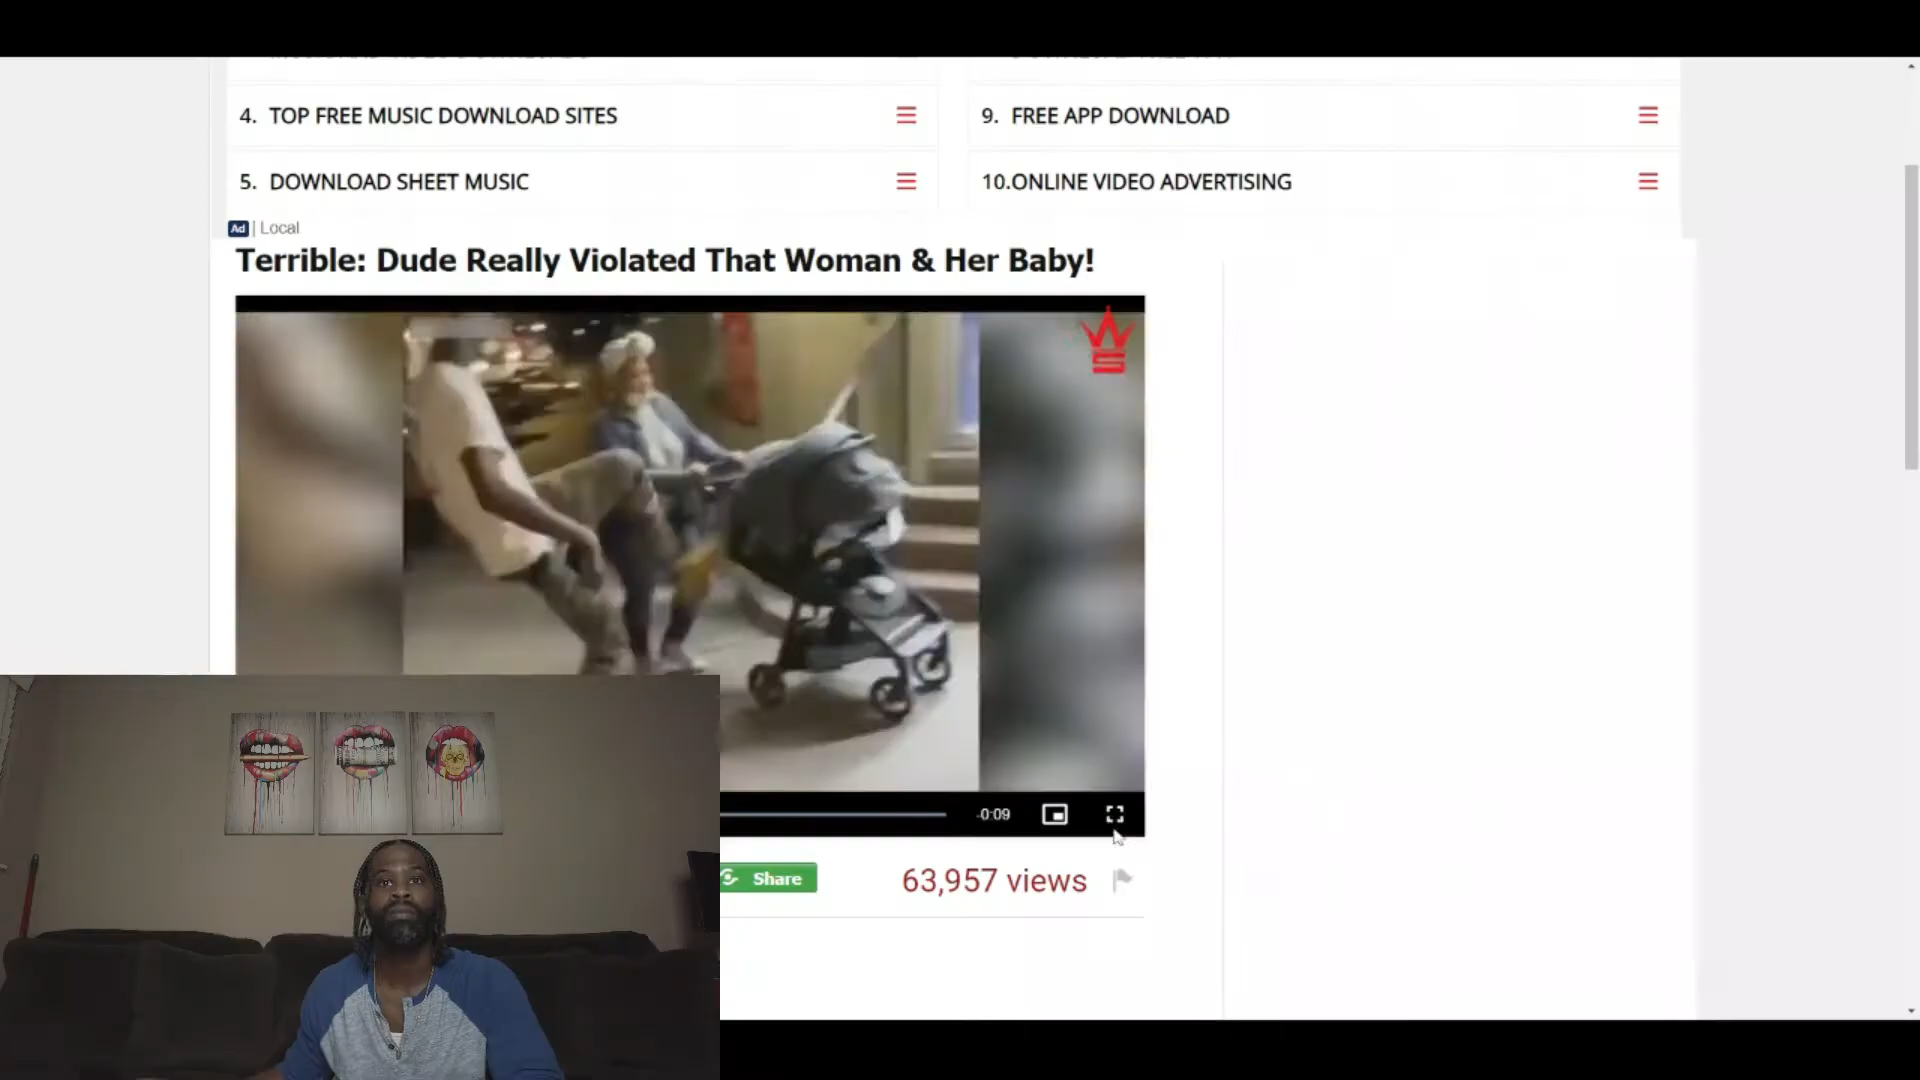 4. TOP FREE MUSIC DOWNLOAD SITES
9. FREE APP DOWNLOAD
5. DOWNLOAD SHEET MUSIC
10.ONLINE VIDEO ADVERTISING
Ad | Local
Terrible: Dude Really Violated That Woman & Her Baby!
-0:09
Share
63,957 views